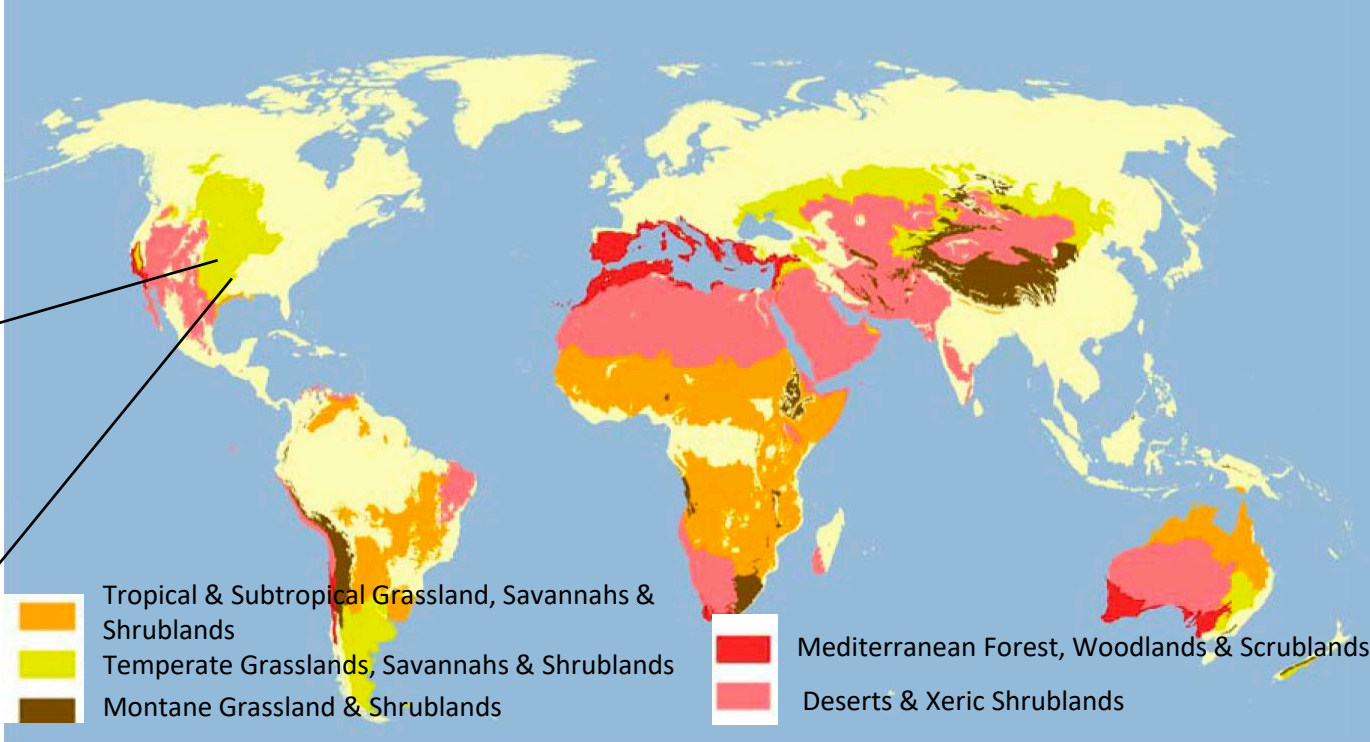 Tropical & Subtropical Grassland, Savannahs &
Shrublands
Temperate Grasslands, Savannahs & Shrublands
Montane Grassland & Shrublands
Mediterranean Forest, Woodlands & Scrublands
Deserts & Xeric Shrublands